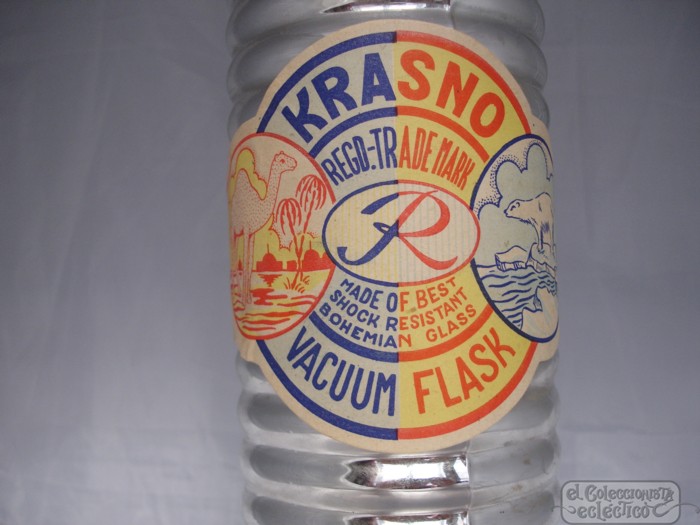 KRASNO
REGD.-TRADE MARK
R
MADE OF BEST
SHOCK RESISTANT
BOHEMIAN GLASS
VACUUM FLASK
el Coleccionista
ecléctico